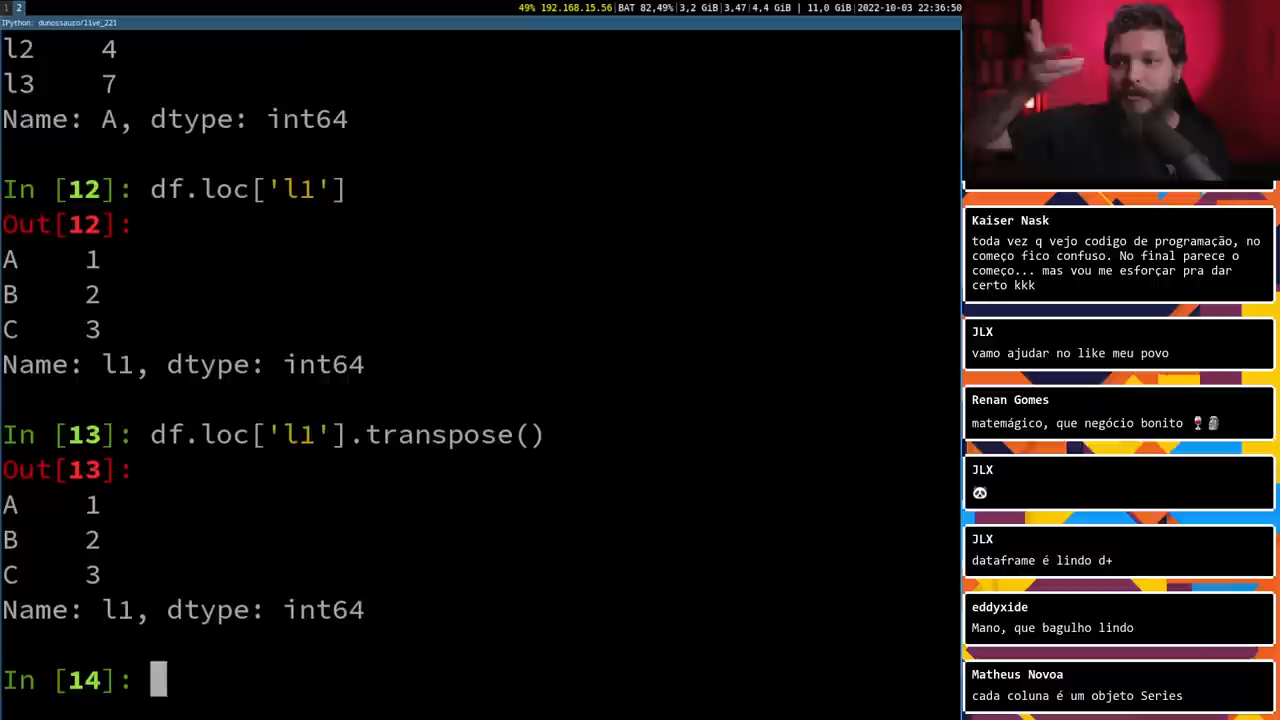 1 2
49% 192.168.15.56|BAT 82,49%|3,2 GiB|3,47|4,4 GiB | 11,0 GiB|2022-10-03 22:36:50
IPython: dunossauro/live_221
l2 4
l3 7
Name: A, dtype: int64
In [12]: df.loc['l1']
Out[12]:
A 1
B 2
C 3
Name: l1, dtype: int64
In [13]: df.loc['l1'].transpose()
Out[13]:
A 1
B 2
C 3
Name: l1, dtype: int64
In [14]:
Kaiser Nask
toda vez q vejo codigo de programação, no
começo fico confuso. No final parece o
começo... mas vou me esforçar pra dar
certo kkk
JLX
vamo ajudar no like meu povo
Renan Gomes
matemágico, que negócio bonito 🍷🗿
JLX
🐼
JLX
dataframe é lindo d+
eddyxide
Mano, que bagulho lindo
Matheus Novoa
cada coluna é um objeto Series